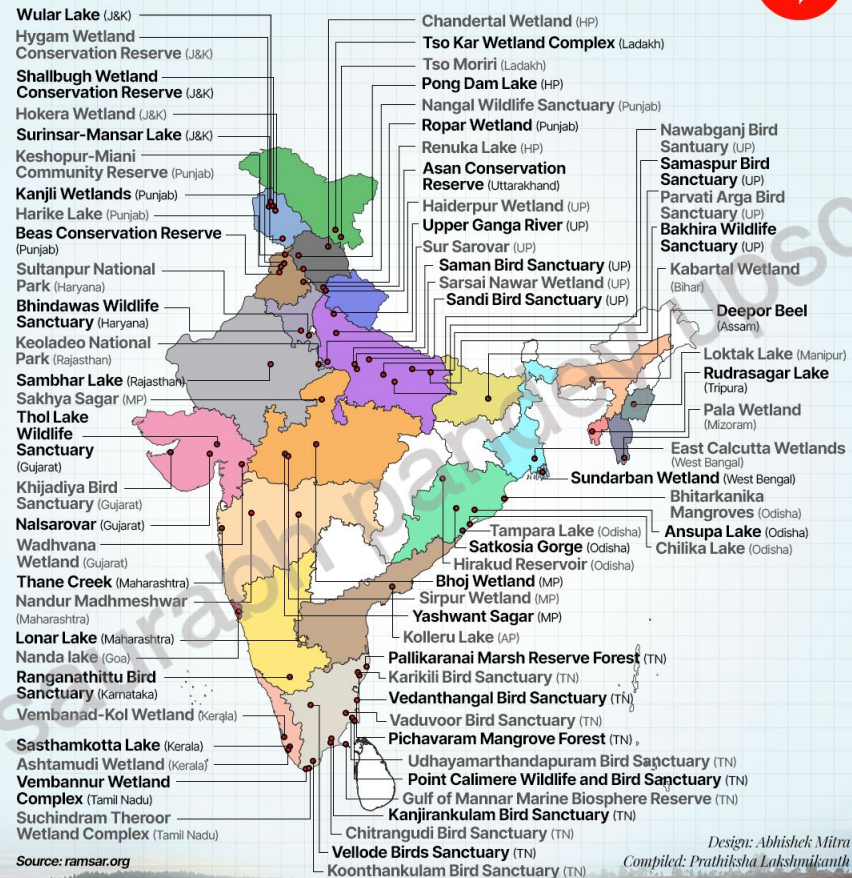 Wular Lake (J&K)
Hygam Wetland
Conservation Reserve (J&K)
Shallbugh Wetland
Conservation Reserve (J&K)
Hokera Wetland (J&K)
Surinsar-Mansar Lake (J&K)
Keshopur-Miani
Community Reserve (Punjab)
Kanjli Wetlands (Punjab)
Harike Lake (Punjab)
Beas Conservation Reserve
(Punjab)
Sultanpur National
Park (Haryana)
Bhindawas Wildlife
Sanctuary (Haryana)
Keoladeo National
Park (Rajasthan)
Sambhar Lake (Rajasthan)
Sakhya Sagar (MP)
Thol Lake
Wildlife
Sanctuary
(Gujarat)
Khijadiya Bird
Sanctuary (Gujarat)
Nalsarovar (Gujarat)
Wadhvana
Wetland (Gujarat)
Thane Creek (Maharashtra)
Nandur Madhmeshwar
(Maharashtra)
Lonar Lake (Maharashtra)
Nanda lake (Goa)
Ranganathittu Bird
Sanctuary (Karnataka)
Vembanad-Kol Wetland (Kerala)
Sasthamkotta Lake (Kerala)
Ashtamudi Wetland (Kerala)
Vembannur Wetland
Complex (Tamil Nadu)
Suchindram Theroor
Wetland Complex (Tamil Nadu)
Source: ramsar.org
Chandertal Wetland (HP)
Tso Kar Wetland Complex (Ladakh)
Tso Moriri (Ladakh)
Pong Dam Lake (HP)
Nangal Wildlife Sanctuary (Punjab)
Ropar Wetland (Punjab)
Renuka Lake (HP)
Asan Conservation
Reserve (Uttarakhand)
Haiderpur Wetland (UP)
Upper Ganga River (UP)
Sur Sarovar (UP)
Saman Bird Sanctuary (UP)
Sarsai Nawar Wetland (UP)
Sandi Bird Sanctuary (UP)
Nawabganj Bird
Santuary (UP)
Samaspur Bird
Sanctuary (UP)
Parvati Arga Bird
Sanctuary (UP)
Bakhira Wildlife
Sanctuary (UP)
Kabartal Wetland
(Bihar)
Deepor Beel
(Assam)
Loktak Lake (Manipur)
Rudrasagar Lake
(Tripura)
Pala Wetland
(Mizoram)
East Calcutta Wetlands
(West Bangal)
Sundarban Wetland (West Bengal)
Bhitarkanika
Mangroves (Odisha)
Tampara Lake (Odisha)
Ansupa Lake (Odisha)
Satkosia Gorge (Odisha)
Chilika Lake (Odisha)
Hirakud Reservoir (Odisha)
Bhoj Wetland (MP)
Sirpur Wetland (MP)
Yashwant Sagar (MP)
Kolleru Lake (AP)
Pallikaranai Marsh Reserve Forest (TN)
Karikili Bird Sanctuary (TN)
Vedanthangal Bird Sanctuary (TN)
Vaduvoor Bird Sanctuary (TN)
Pichavaram Mangrove Forest (TN)
Udhayamarthandapuram Bird Sanctuary (TN)
Point Calimere Wildlife and Bird Sanctuary (TN)
Gulf of Mannar Marine Biosphere Reserve (TN)
Kanjirankulam Bird Sanctuary (TN)
Chitrangudi Bird Sanctuary (TN)
Vellode Birds Sanctuary (TN)
Koonthankulam Bird Sanctuary (TN)
Design: Abhishek Mitra
Compiled: Prathiksha Lakshmikanth
saurabh pandey upsc